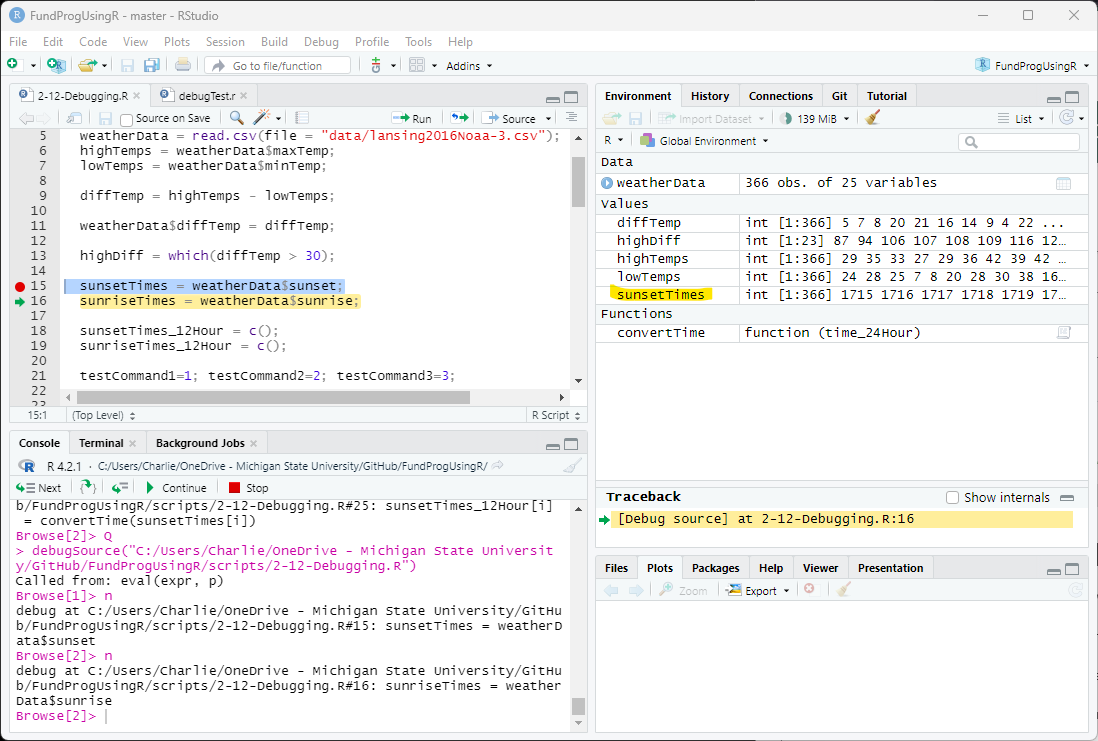 FundProgUsingR - master - RStudio
File Edit Code View Plots Session Build Debug Profile Tools Help
Go to file/function Addins FundProgUsingR
2-12-Debugging.R debugTest.r
Source on Save Run Source
5 weatherData = read.csv(file = "data/lansing2016Noaa-3.csv");
6 highTemps = weatherData$maxTemp;
7 lowTemps = weatherData$minTemp;
8
9 diffTemp = highTemps - lowTemps;
10
11 weatherData$diffTemp = diffTemp;
12
13 highDiff = which(diffTemp > 30);
14
15 sunsetTimes = weatherData$sunset;
16 sunriseTimes = weatherData$sunrise;
17
18 sunsetTimes_12Hour = c();
19 sunriseTimes_12Hour = c();
20
21 testCommand1=1; testCommand2=2; testCommand3=3;
22
23
15:1 (Top Level) R Script
Console Terminal Background Jobs
R 4.2.1 · C:/Users/Charlie/OneDrive - Michigan State University/GitHub/FundProgUsingR/
Next Continue Stop
b/FundProgUsingR/scripts/2-12-Debugging.R#25: sunsetTimes_12Hour[i]
= convertTime(sunsetTimes[i])
Browse[2]> Q
> debugSource("C:/Users/Charlie/OneDrive - Michigan State Universit
y/GitHub/FundProgUsingR/scripts/2-12-Debugging.R")
Called from: eval(expr, p)
Browse[1]> n
debug at C:/Users/Charlie/OneDrive - Michigan State University/GitHu
b/FundProgUsingR/scripts/2-12-Debugging.R#15: sunsetTimes = weatherD
ata$sunset
Browse[2]> n
debug at C:/Users/Charlie/OneDrive - Michigan State University/GitHu
b/FundProgUsingR/scripts/2-12-Debugging.R#16: sunriseTimes = weather
Data$sunrise
Browse[2]>
Environment History Connections Git Tutorial
Import Dataset 139 MiB List
R Global Environment
Data
weatherData 366 obs. of 25 variables
Values
diffTemp int [1:366] 5 7 8 20 21 16 14 9 4 22 ...
highDiff int [1:23] 87 94 106 107 108 109 116 12…
highTemps int [1:366] 29 35 33 27 29 36 42 39 42 …
lowTemps int [1:366] 24 28 25 7 8 20 28 30 38 16…
sunsetTimes int [1:366] 1715 1716 1717 1718 1719 17…
Functions
convertTime function (time_24Hour)
Traceback Show internals
[Debug source] at 2-12-Debugging.R:16
Files Plots Packages Help Viewer Presentation
Zoom Export